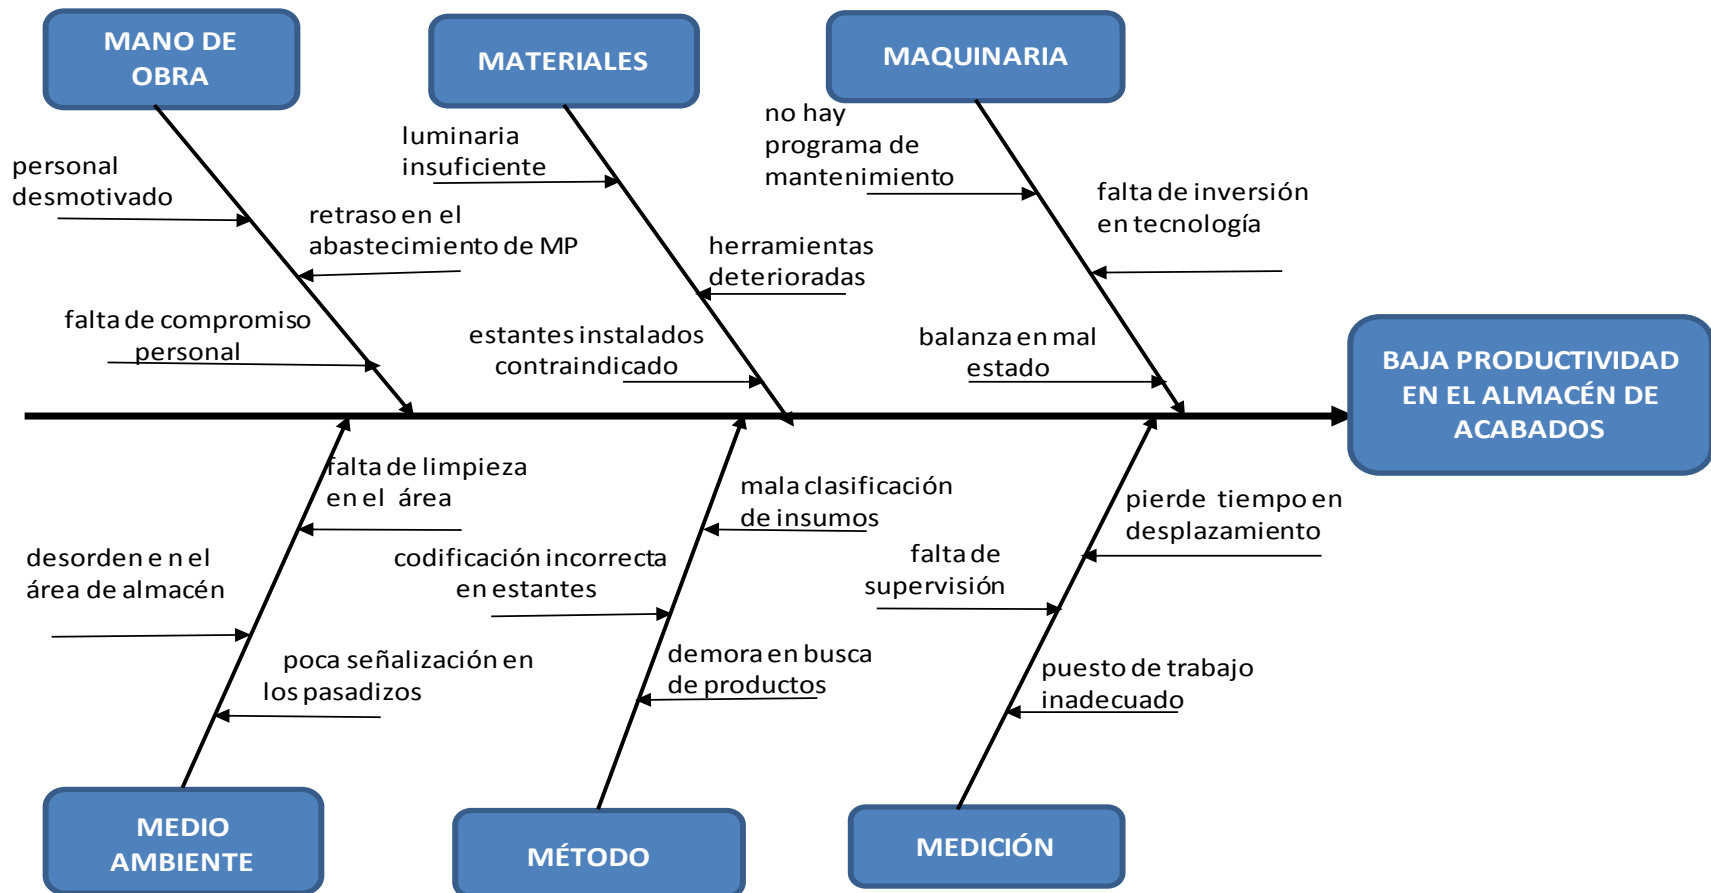 MANO DE
OBRA
MATERIALES
MAQUINARIA
personal
desmotivado
retraso en el
abastecimiento de MP
falta de compromiso
personal
luminaria
insuficiente
herramientas
deterioradas
estantes instalados
contraindicado
no hay
programa de
mantenimiento
falta de inversión
en tecnología
balanza en mal
estado
BAJA PRODUCTIVIDAD
EN EL ALMACÉN DE
ACABADOS
falta de limpieza
en el área
desorden e n el
área de almacén
poca señalización en
los pasadizos
mala clasificación
de insumos
codificación incorrecta
en estantes
demora en busca
de productos
pierde tiempo en
desplazamiento
falta de
supervisión
puesto de trabajo
inadecuado
MEDIO
AMBIENTE
MÉTODO
MEDICIÓN